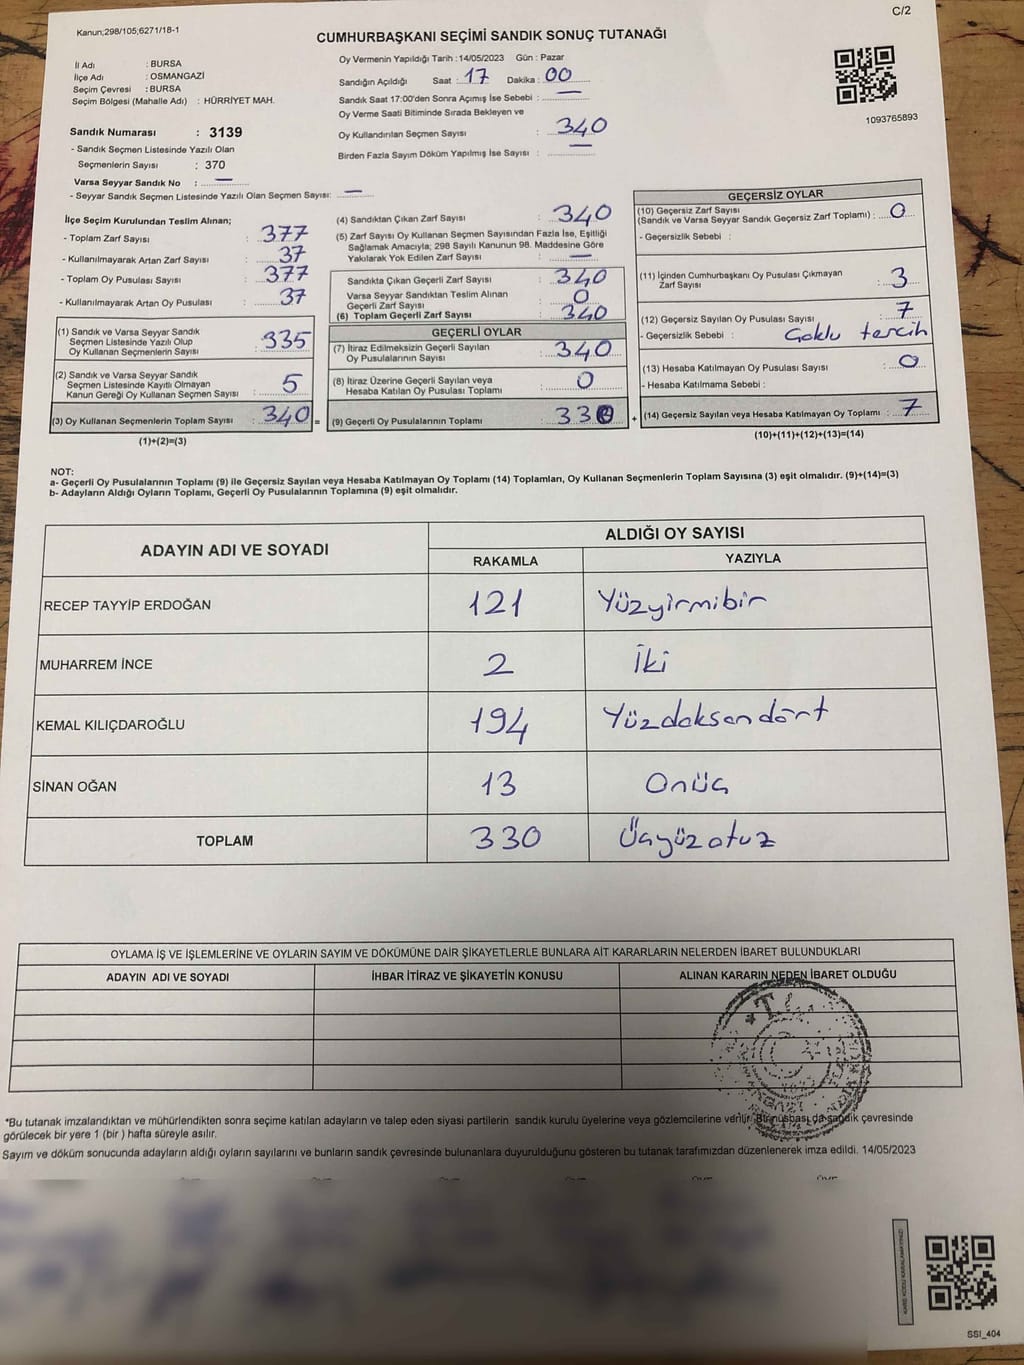 C/2
Kanun;298/105;6271/18-1
CUMHURBAŞKANI SEÇİMİ SANDIK SONUÇ TUTANAĞI
İl Adı : BURSA
İlçe Adı : OSMANGAZİ
Seçim Çevresi : BURSA
Seçim Bölgesi (Mahalle Adı) : HÜRRİYET MAH.
Sandık Numarası : 3139
- Sandık Seçmen Listesinde Yazılı Olan
Seçmenlerin Sayısı : 370
Varsa Seyyar Sandık No : —
- Seyyar Sandık Seçmen Listesinde Yazılı Olan Seçmen Sayısı: —
Oy Vermenin Yapıldığı Tarih : 14/05/2023 Gün : Pazar
Sandığın Açıldığı Saat : 17 Dakika : 00
Sandık Saat 17:00'den Sonra Açımış İse Sebebi : —
Oy Verme Saati Bitiminde Sırada Bekleyen ve
Oy Kullandırılan Seçmen Sayısı : 340
Birden Fazla Sayım Döküm Yapılmış İse Sayısı : —
1093765893
İlçe Seçim Kurulundan Teslim Alınan;
- Toplam Zarf Sayısı : 377
- Kullanılmayarak Artan Zarf Sayısı : 37
- Toplam Oy Pusulası Sayısı : 377
- Kullanılmayarak Artan Oy Pusulası : 37
(1) Sandık ve Varsa Seyyar Sandık
Seçmen Listesinde Yazılı Olup
Oy Kullanan Seçmenlerin Sayısı : 335
(2) Sandık ve Varsa Seyyar Sandık
Seçmen Listesinde Kayıtlı Olmayan
Kanun Gereği Oy Kullanan Seçmen Sayısı : 5
(3) Oy Kullanan Seçmenlerin Toplam Sayısı : 340 =
(1)+(2)=(3)
(4) Sandıktan Çıkan Zarf Sayısı : 340
(5) Zarf Sayısı Oy Kullanan Seçmen Sayısından Fazla İse, Eşitliği
Sağlamak Amacıyla; 298 Sayılı Kanunun 98. Maddesine Göre
Yakılarak Yok Edilen Zarf Sayısı : —
Sandıkta Çıkan Geçerli Zarf Sayısı : 340
Varsa Seyyar Sandıktan Teslim Alınan
Geçerli Zarf Sayısı : 0
(6) Toplam Geçerli Zarf Sayısı : 340
GEÇERLİ OYLAR
(7) İtiraz Edilmeksizin Geçerli Sayılan
Oy Pusulalarının Sayısı : 340
(8) İtiraz Üzerine Geçerli Sayılan veya
Hesaba Katılan Oy Pusulası Toplamı : 0
(9) Geçerli Oy Pusulalarının Toplamı : 330 +
GEÇERSİZ OYLAR
(10) Geçersiz Zarf Sayısı
(Sandık ve Varsa Seyyar Sandık Geçersiz Zarf Toplamı) : 0
- Geçersizlik Sebebi :
(11) İçinden Cumhurbaşkanı Oy Pusulası Çıkmayan
Zarf Sayısı : 3
(12) Geçersiz Sayılan Oy Pusulası Sayısı : 7
- Geçersizlik Sebebi : Çoklu tercih
(13) Hesaba Katılmayan Oy Pusulası Sayısı : 0
- Hesaba Katılmama Sebebi :
(14) Geçersiz Sayılan veya Hesaba Katılmayan Oy Toplamı : 7
(10)+(11)+(12)+(13)=(14)
NOT:
a- Geçerli Oy Pusulalarının Toplamı (9) ile Geçersiz Sayılan veya Hesaba Katılmayan Oy Toplamı (14) Toplamları, Oy Kullanan Seçmenlerin Toplam Sayısına (3) eşit olmalıdır. (9)+(14)=(3)
b- Adayların Aldığı Oyların Toplamı, Geçerli Oy Pusulalarının Toplamına (9) eşit olmalıdır.
ADAYIN ADI VE SOYADI ALDIĞI OY SAYISI
RAKAMLA YAZIYLA
RECEP TAYYİP ERDOĞAN 121 Yüzyirmibir
MUHARREM İNCE 2 İki
KEMAL KILIÇDAROĞLU 194 Yüzdoksandört
SİNAN OĞAN 13 Onüç
TOPLAM 330 Üçyüzotuz
OYLAMA İŞ VE İŞLEMLERİNE VE OYLARIN SAYIM VE DÖKÜMÜNE DAİR ŞİKAYETLERLE BUNLARA AİT KARARLARIN NELERDEN İBARET BULUNDUKLARI
ADAYIN ADI VE SOYADI İHBAR İTİRAZ VE ŞİKAYETİN KONUSU ALINAN KARARIN NEDEN İBARET OLDUĞU
*Bu tutanak imzalandıktan ve mühürlendikten sonra seçime katılan adayların ve talep eden siyasi partilerin sandık kurulu üyelerine veya gözlemcilerine verilir. Bir nüshası da sandık çevresinde
görülecek bir yere 1 (bir ) hafta süreyle asılır.
Sayım ve döküm sonucunda adayların aldığı oyların sayılarını ve bunların sandık çevresinde bulunanlara duyurulduğunu gösteren bu tutanak tarafımızdan düzenlenerek imza edildi. 14/05/2023
SSI_404